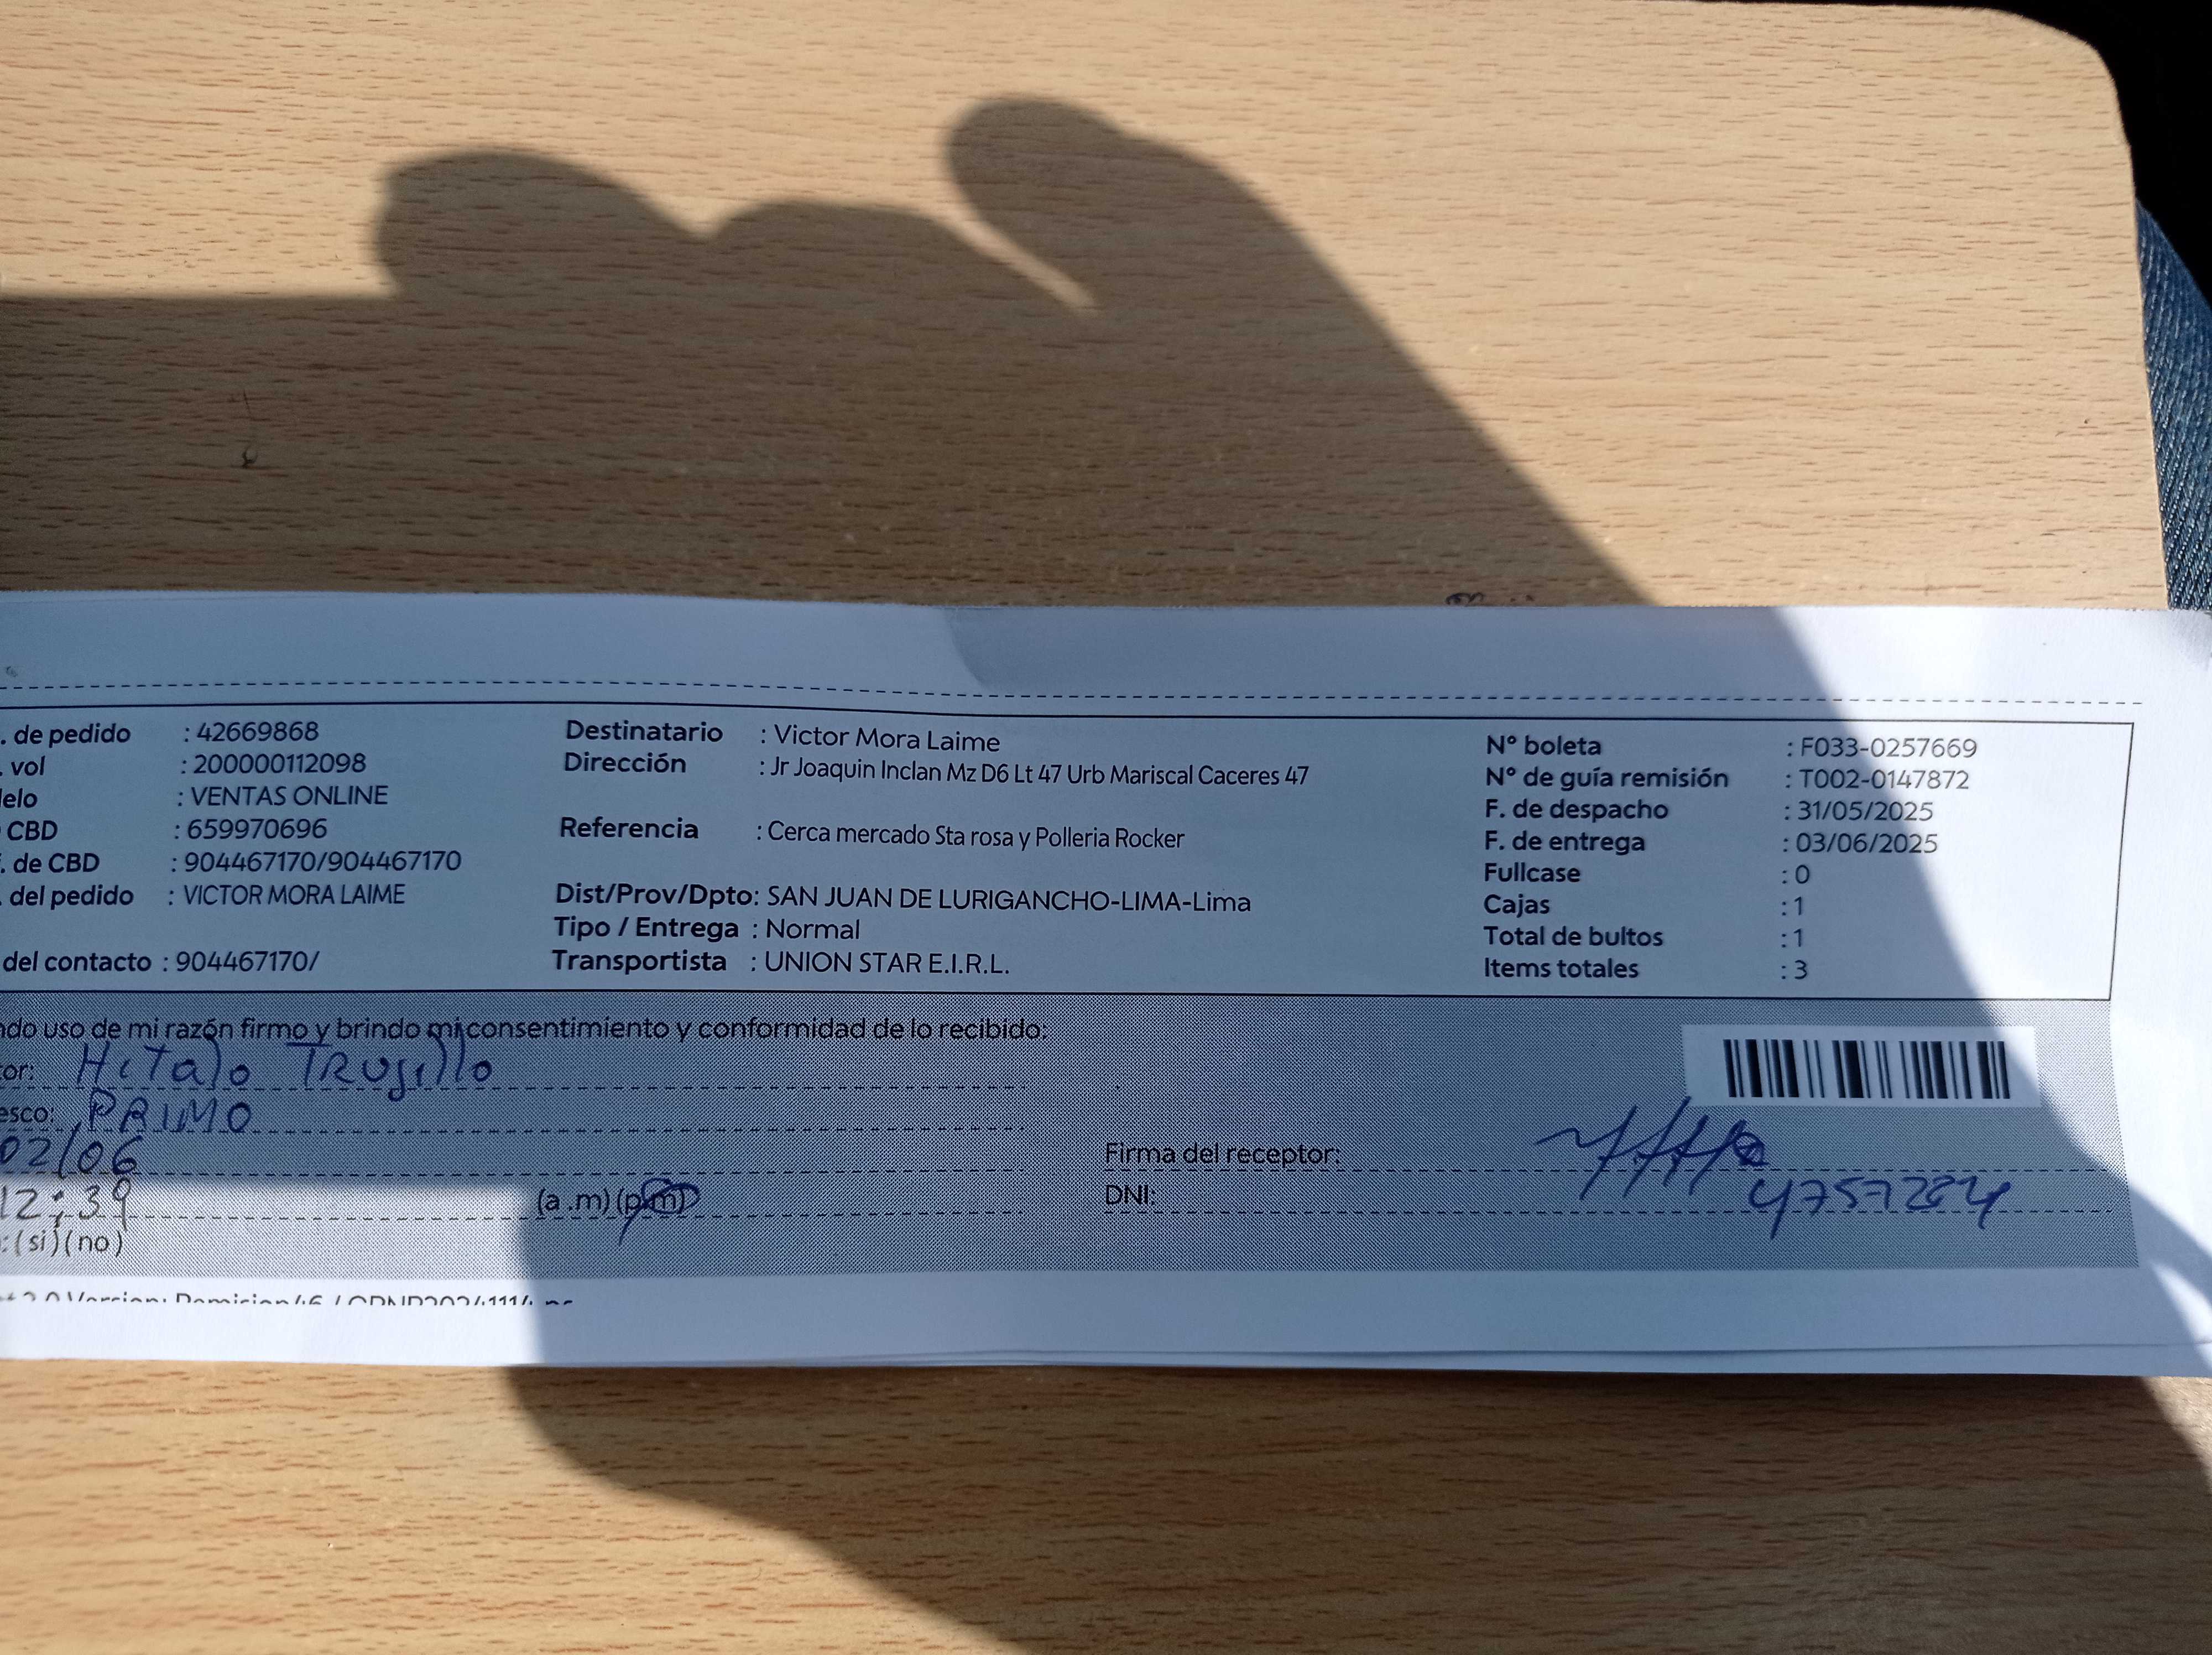 . de pedido : 42669868
. vol : 200000112098
elo : VENTAS ONLINE
CBD : 659970696
. de CBD : 904467170/904467170
. del pedido : VICTOR MORA LAIME
del contacto : 904467170/
Destinatario : Victor Mora Laime
Dirección : Jr Joaquin Inclan Mz D6 Lt 47 Urb Mariscal Caceres 47
Referencia : Cerca mercado Sta rosa y Polleria Rocker
Dist/Prov/Dpto: SAN JUAN DE LURIGANCHO-LIMA-Lima
Tipo / Entrega : Normal
Transportista : UNION STAR E.I.R.L.
N° boleta : F033-0257669
N° de guía remisión : T002-0147872
F. de despacho : 31/05/2025
F. de entrega : 03/06/2025
Fullcase : 0
Cajas : 1
Total de bultos : 1
Items totales : 3
ndo uso de mi razón firmo y brindo mi consentimiento y conformidad de lo recibido:
tor: Hitalo Trujillo
esco: PRIMO
02/06
12:39 (a .m) (p.m)
: (si) (no)
Firma del receptor:
DNI: